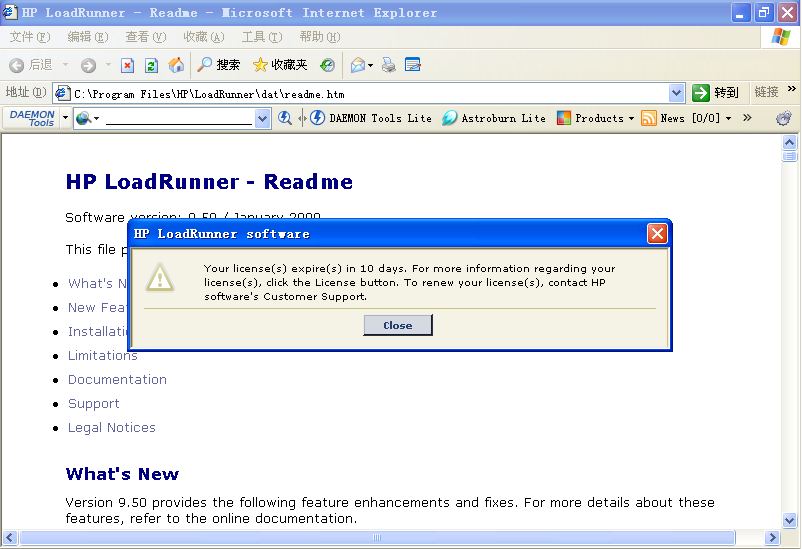 HP LoadRunner - Readme - Microsoft Internet Explorer
文件(F) 编辑(E) 查看(V) 收藏(A) 工具(T) 帮助(H)
后退 搜索 收藏夹
地址(D) C:\Program Files\HP\LoadRunner\dat\readme.htm 转到 链接 »
DAEMON Tools DAEMON Tools Lite Astroburn Lite Products News [0/0] »
HP LoadRunner - Readme
Software version: 9.50 / January 2009
This file p
HP LoadRunner software
Your license(s) expire(s) in 10 days. For more information regarding your
license(s), click the License button. To renew your license(s), contact HP
software's Customer Support.
Close
What's N
New Fea
Installati
Limitations
Documentation
Support
Legal Notices
What's New
Version 9.50 provides the following feature enhancements and fixes. For more details about these
features, refer to the online documentation.